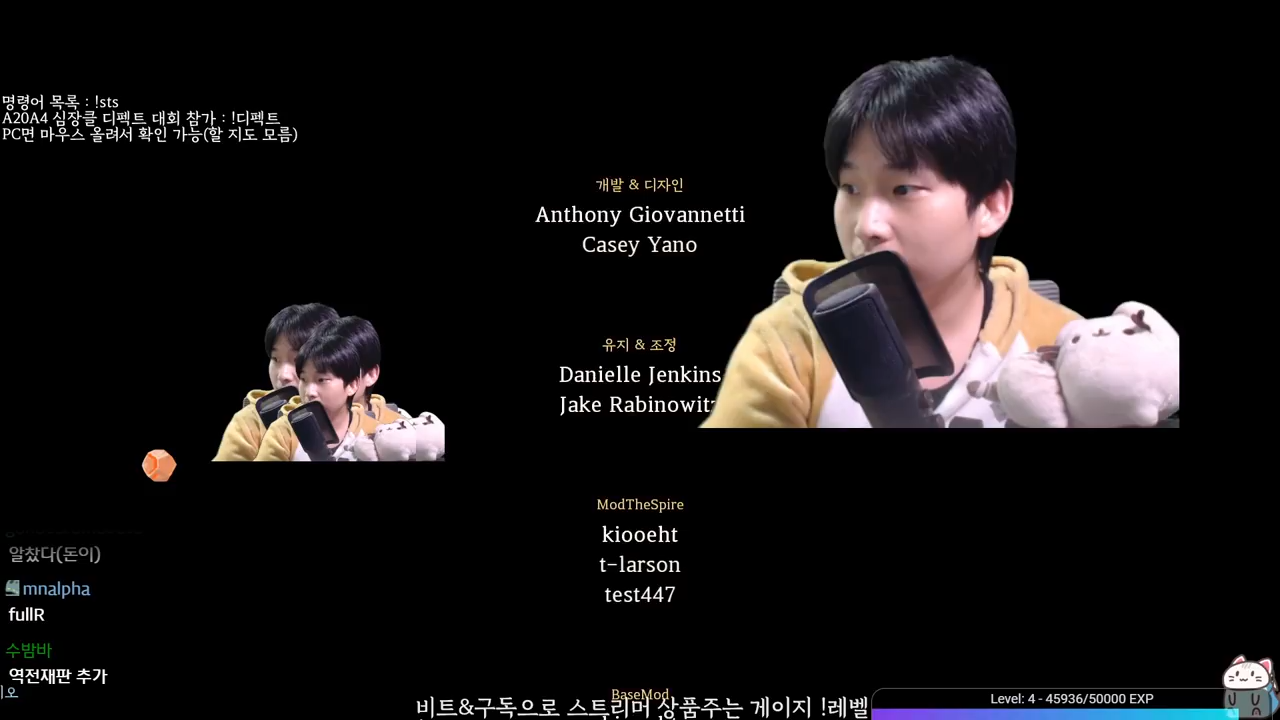 명령어 목록 : !sts
A20A4 심장클 디펙트 대회 참가 : !디펙트
PC면 마우스 올려서 확인 가능(할 지도 모름)
개발 & 디자인
Anthony Giovannetti
Casey Yano
유지 & 조정
Danielle Jenkins
Jake Rabinowitz
ModTheSpire
kiooeht
t-larson
test447
알찼다(돈이)
mnalpha
fullR
수밤바
역전재판 추가
BaseMod
비트&구독으로 스트리머 상품주는 게이지 !레벨
Level: 4 - 45936/50000 EXP